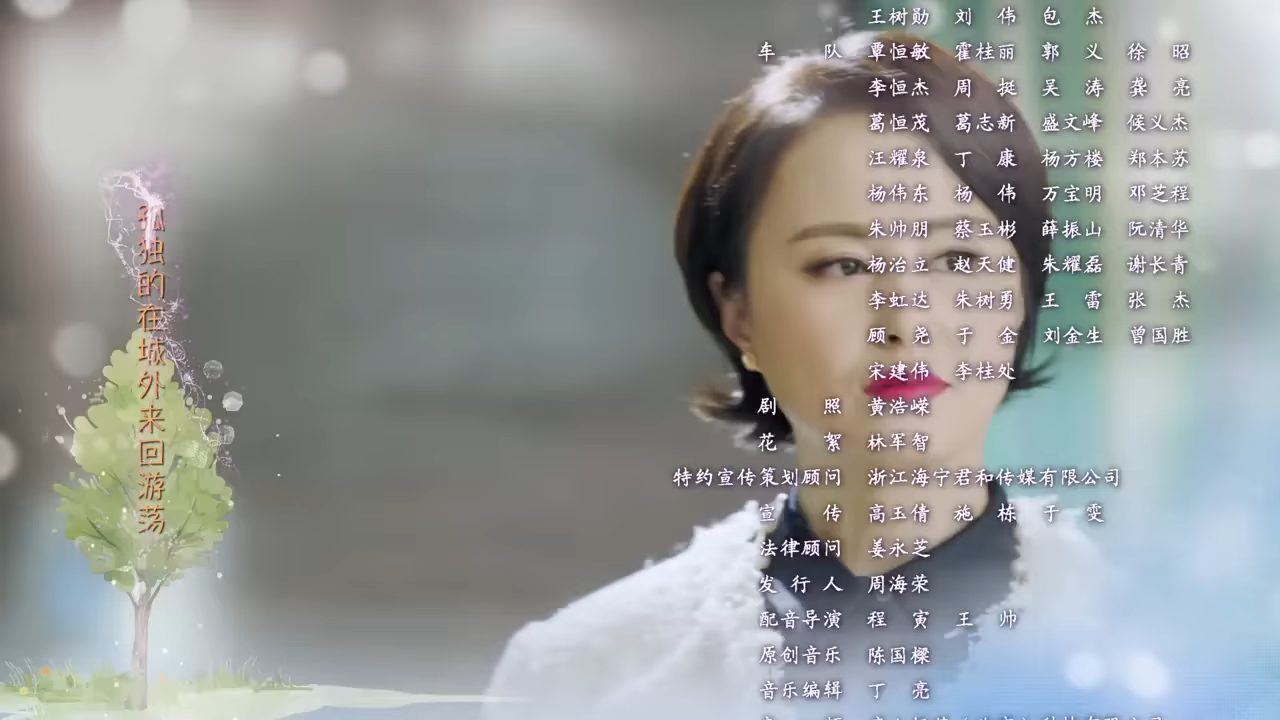 孤独的在城外来回游荡
王树勋 刘伟 包杰
车队 覃恒敏 霍桂丽 郭义 徐昭
李恒杰 周挺 吴涛 龚亮
葛恒茂 葛志新 盛文峰 候义杰
汪耀泉 丁康 杨方楼 郑本苏
杨伟东 杨伟 万宝明 邓芝程
朱帅朋 蔡玉彬 薛振山 阮清华
杨治立 赵天健 朱耀磊 谢长青
李虹达 朱树勇 王雷 张杰
顾尧 于金 刘金生 曾国胜
宋建伟 李桂处
剧照 黄浩嵘
花絮 林军智
特约宣传策划顾问 浙江海宁君和传媒有限公司
宣传 高玉倩 施栋 于雯
法律顾问 姜永芝
发行人 周海荣
配音导演 程寅 王帅
原创音乐 陈国樑
音乐编辑 丁亮